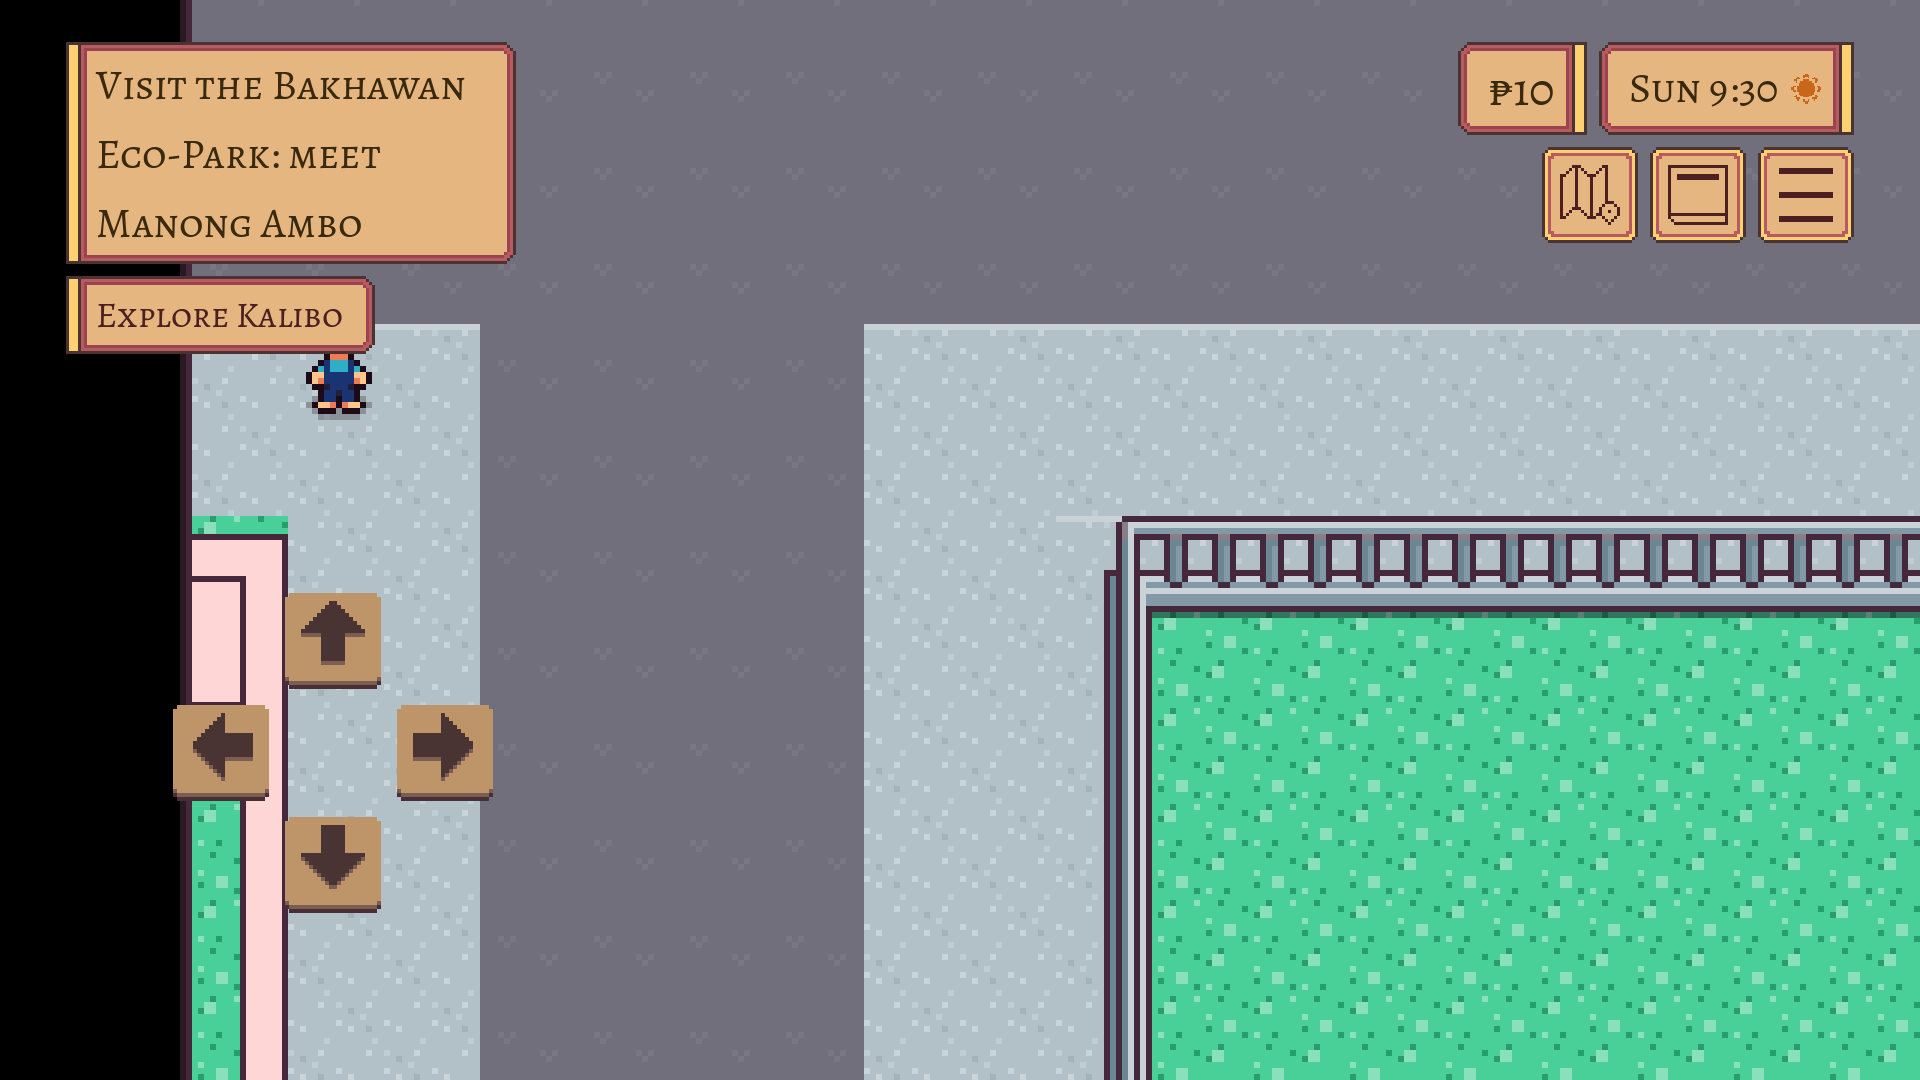 Visit the Bakhawan
Eco-Park: meet
Manong Ambo
Explore Kalibo
₱10
Sun 9:30